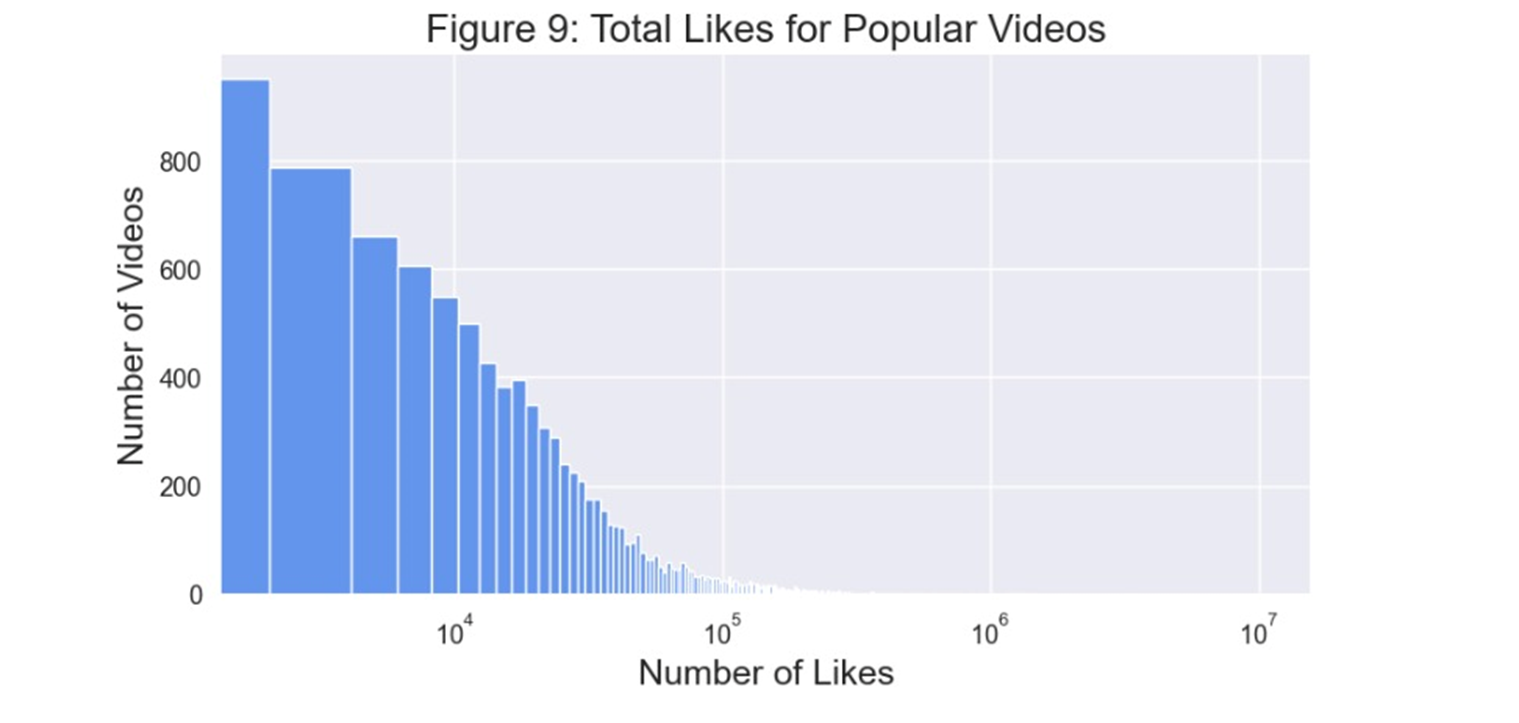 Figure 9: Total Likes for Popular Videos
Number of Videos
800
600
400
200
0
10^4 10^5 10^6 10^7
Number of Likes